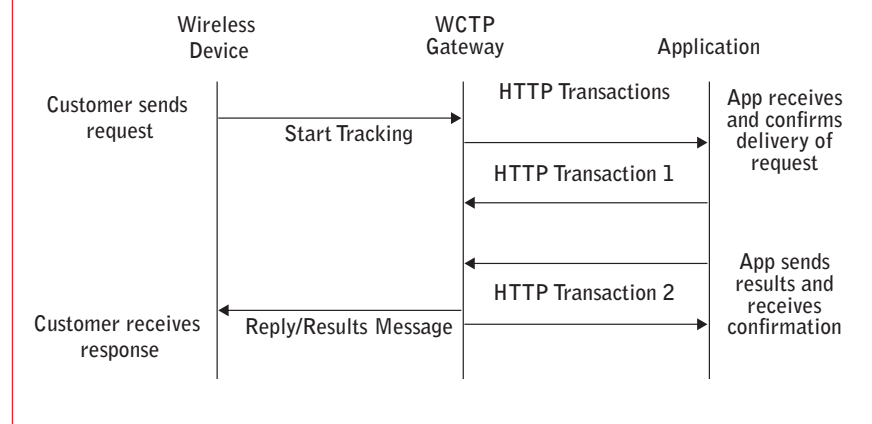 Wireless
Device
WCTP
Gateway
Application
Customer sends
request
Start Tracking
HTTP Transactions
App receives
and confirms
delivery of
request
HTTP Transaction 1
App sends
results and
receives
confirmation
HTTP Transaction 2
Customer receives
response
Reply/Results Message